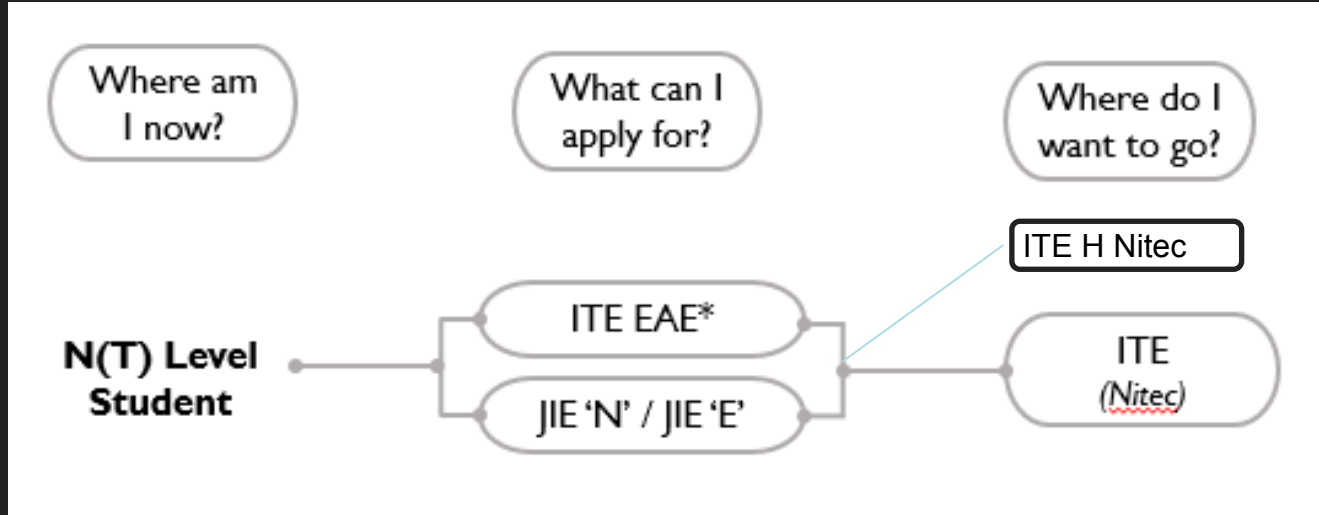 Where am
I now?
What can I
apply for?
Where do I
want to go?
ITE H Nitec
N(T) Level
Student
ITE EAE*
JIE ‘N’ / JIE ‘E’
ITE
(Nitec)